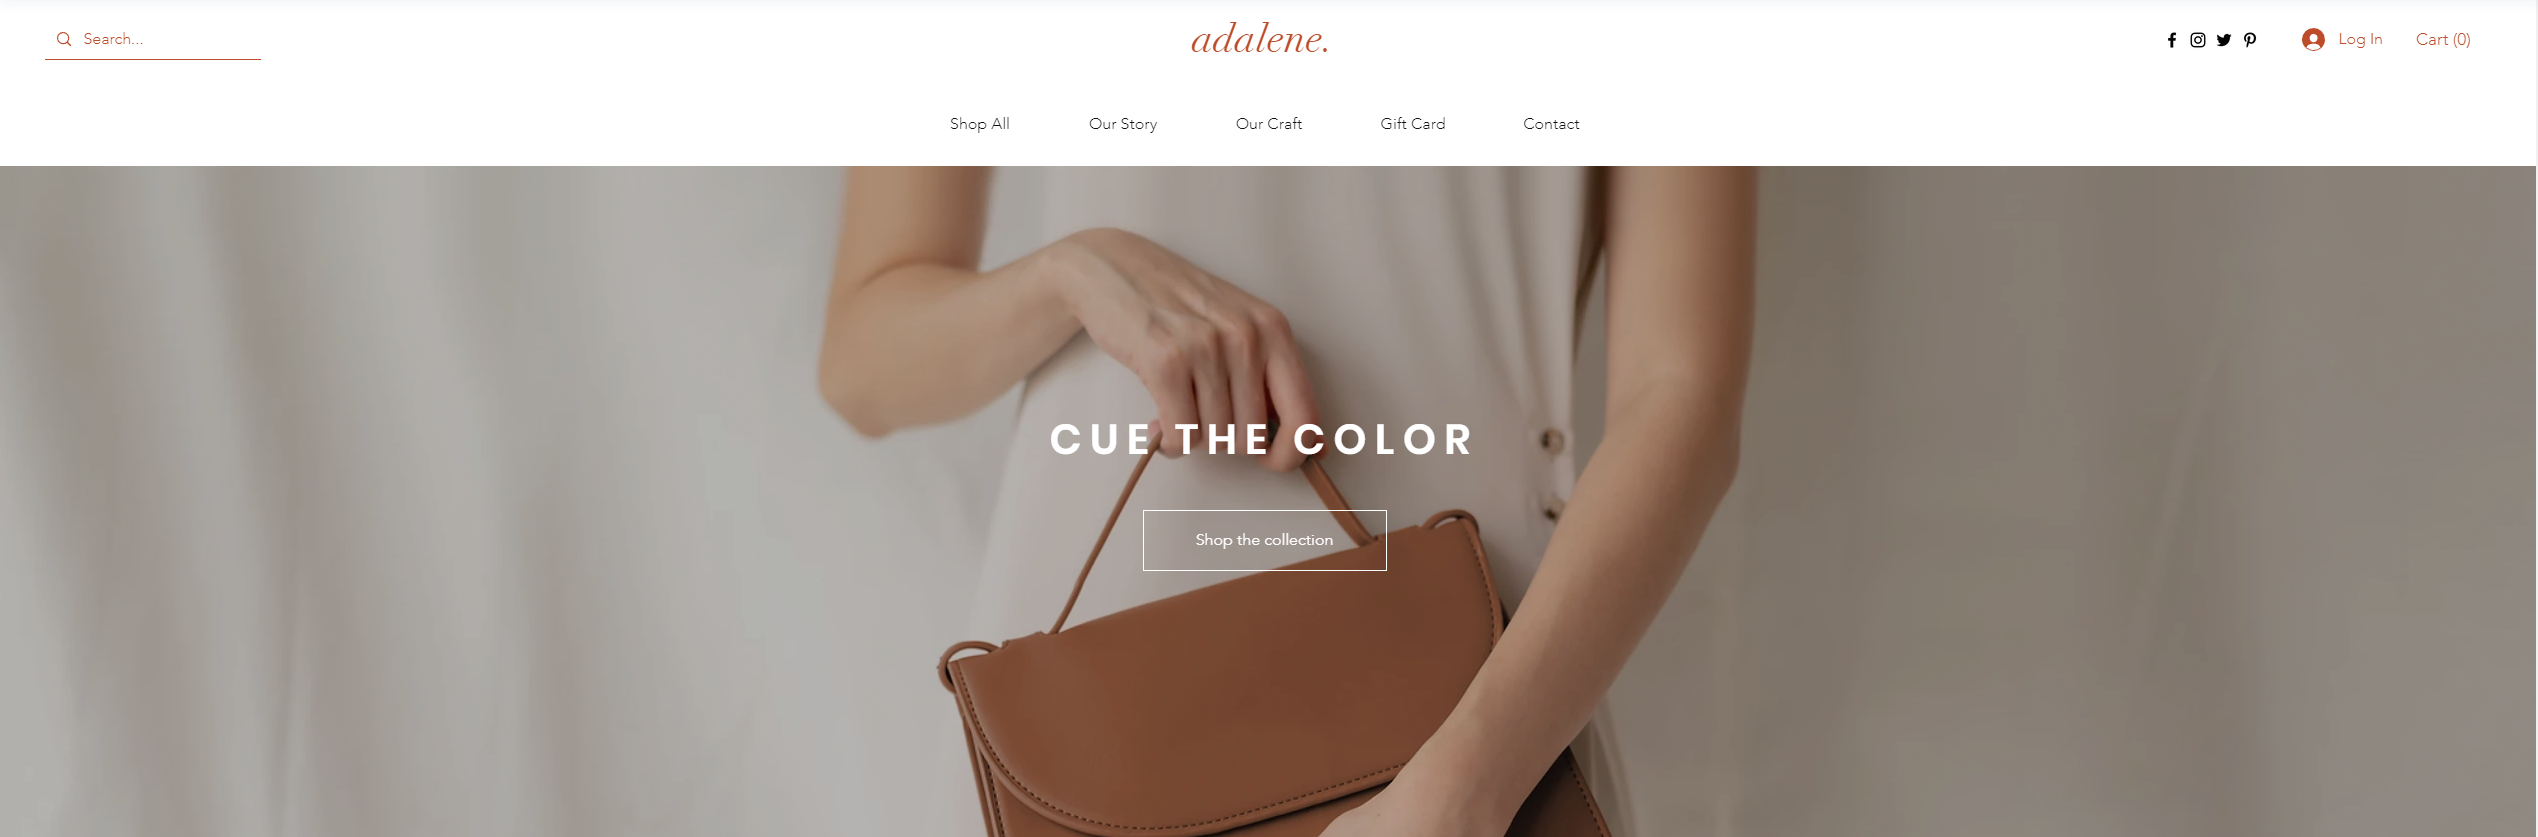 Search...
adalene.
Log In
Cart (0)
Shop All
Our Story
Our Craft
Gift Card
Contact
CUE THE COLOR
Shop the collection